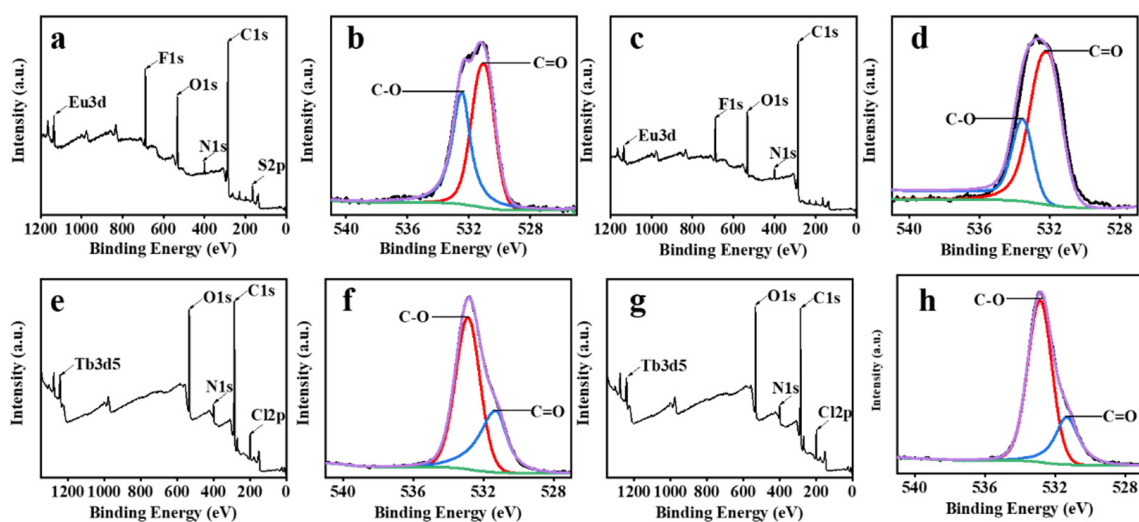 a
C1s
F1s
O1s
Eu3d
N1s
S2p
Intensity (a.u.)
1200 1000 800 600 400 200 0
Binding Energy (eV)
b
C=O
C-O
Intensity (a.u.)
540 536 532 528
Binding Energy (eV)
c
C1s
F1s
O1s
Eu3d
N1s
Intensity (a.u.)
1200 1000 800 600 400 200 0
Binding Energy (eV)
d
C=O
C-O
Intensity (a.u.)
540 536 532 528
Binding Energy (eV)
e
O1s
C1s
Tb3d5
N1s
Cl2p
Intensity (a.u.)
1200 1000 800 600 400 200 0
Binding Energy (eV)
f
C-O
C=O
Intensity (a.u.)
540 536 531 527
Binding Energy (eV)
g
O1s
C1s
Tb3d5
N1s
Cl2p
Intensity (a.u.)
1200 1000 800 600 400 200 0
Binding Energy (eV)
h
C-O
C=O
Intensity (a.u.)
540 536 531 527
Binding Energy (eV)